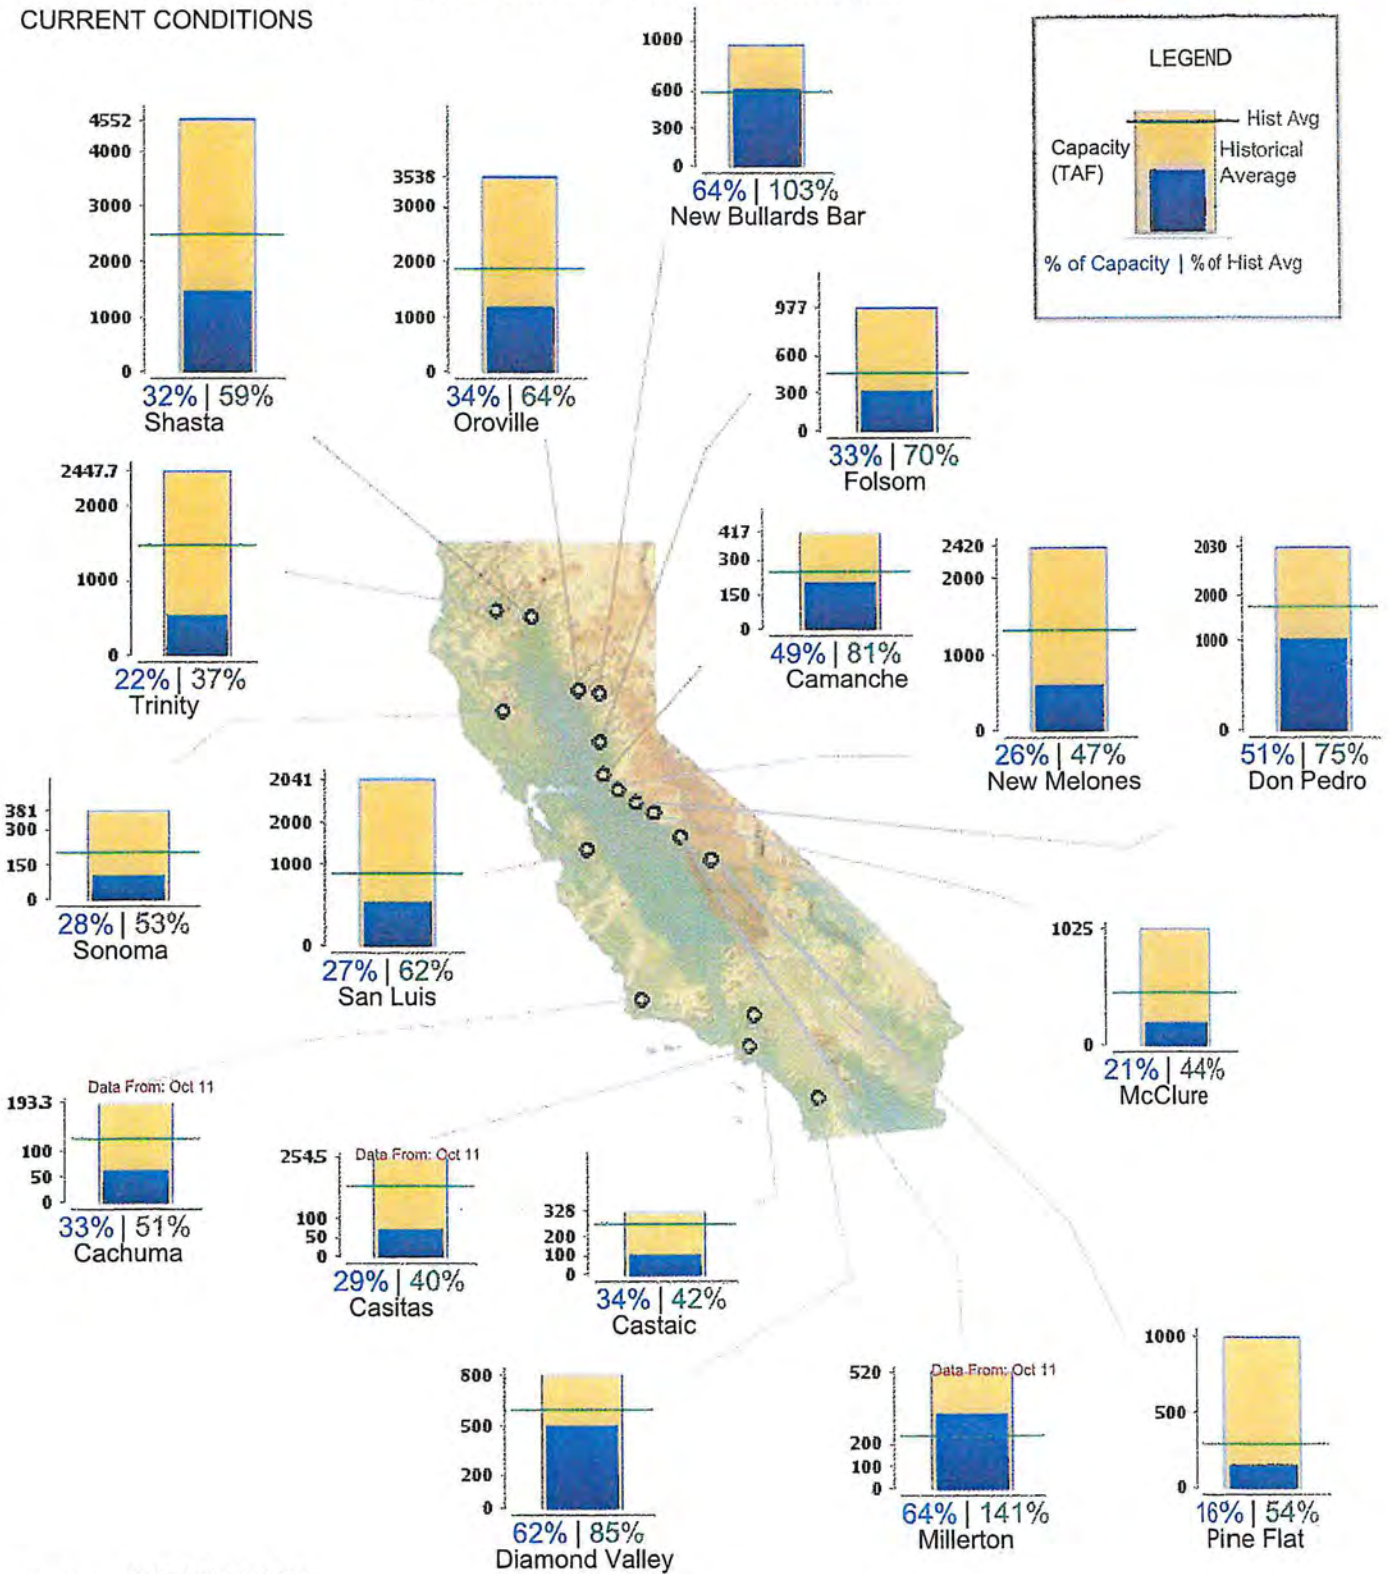 CURRENT CONDITIONS
1000
600
300
0
64% | 103%
New Bullards Bar
LEGEND
Hist Avg
Capacity
(TAF)
Historical
Average
% of Capacity | % of Hist Avg
4552
4000
3000
2000
1000
0
32% | 59%
Shasta
3538
3000
2000
1000
0
34% | 64%
Oroville
977
600
300
0
33% | 70%
Folsom
2447.7
2000
1000
0
22% | 37%
Trinity
417
300
150
0
49% | 81%
Camanche
2420
2000
1000
0
26% | 47%
New Melones
2030
2000
1000
0
51% | 75%
Don Pedro
381
300
150
0
28% | 53%
Sonoma
2041
2000
1000
0
27% | 62%
San Luis
1025
0
21% | 44%
McClure
Data From: Oct 11
193.3
100
50
0
33% | 51%
Cachuma
Data From: Oct 11
254.5
100
50
0
29% | 40%
Casitas
328
200
100
0
34% | 42%
Castaic
800
500
200
0
62% | 85%
Diamond Valley
Data From: Oct 11
520
200
100
0
64% | 141%
Millerton
1000
500
0
16% | 54%
Pine Flat